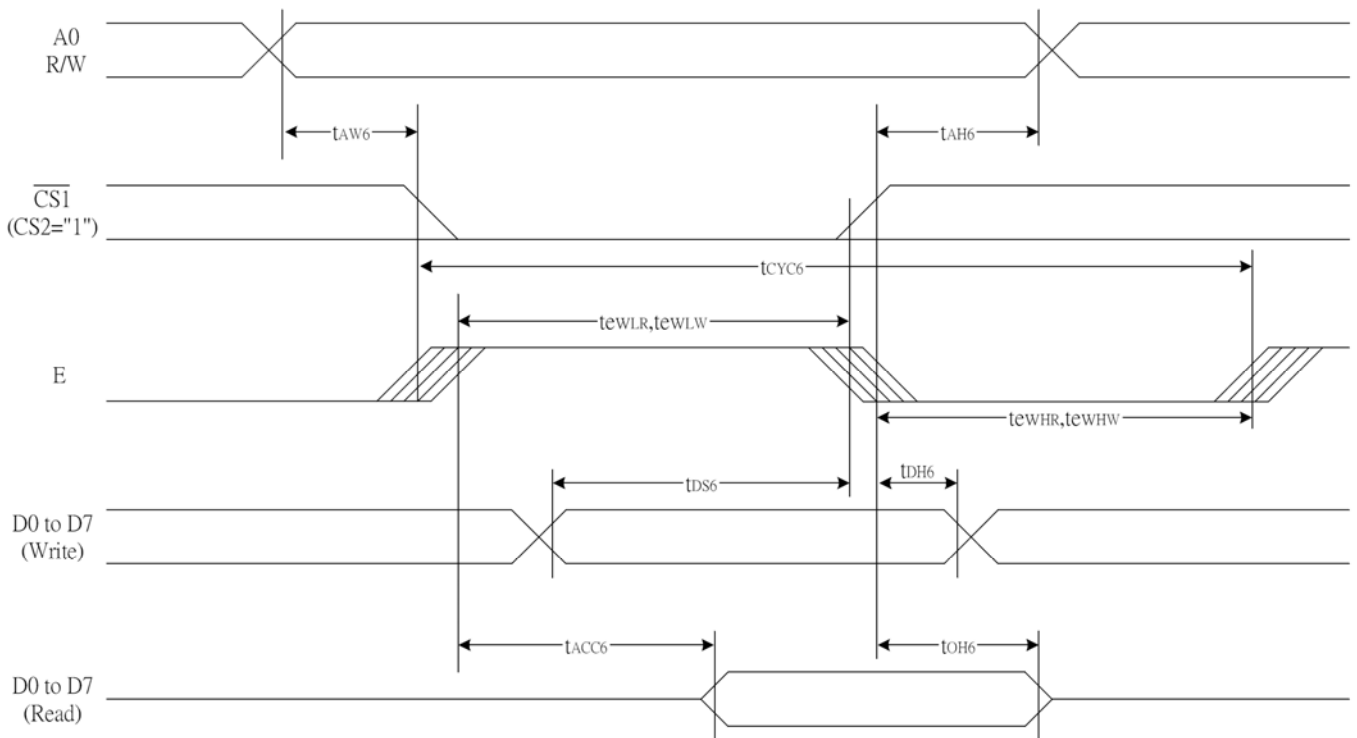 A0
R/W
tAW6
tAH6
CS1
(CS2="1")
tCYC6
tewLR,tewLW
E
tewHR,tewHW
tDS6
tDH6
D0 to D7
(Write)
tACC6
tOH6
D0 to D7
(Read)